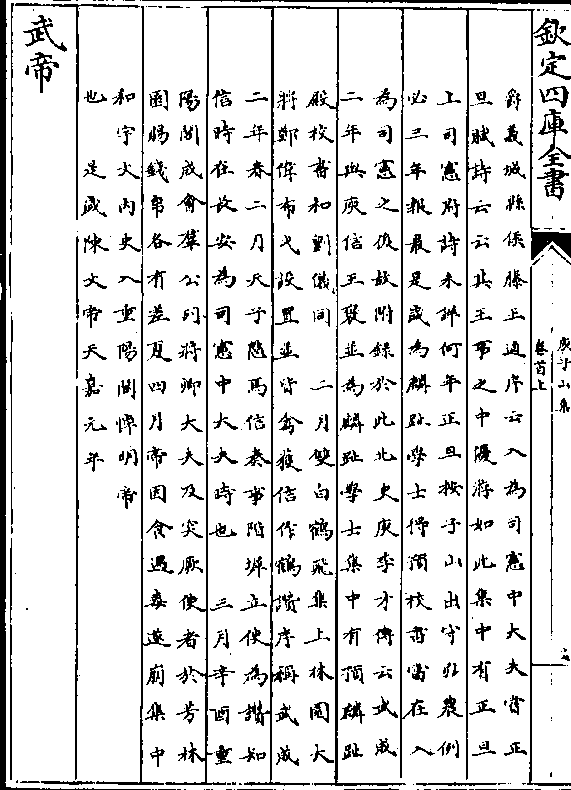 欽定四庫全書
庾子山集
卷首上
爵義城縣侯滕王逌序云入為司憲中大夫當正
旦賦詩云云其王事之中優游如此集中有正旦
上司憲府詩未詳何年正旦按子山出守弘農例
必三年報最是歲為麟趾學士得預校書當在入
為司憲之後故附錄於此北史庾季才傳云武成
二年與庾信王襃並為麟趾學士集中有預麟趾
殿校書和劉儀同　二月雙白鶴飛集上林園大
將鄭偉布弋設罝並皆禽獲信作鶴讚序稱武成
二年春二月天子隨馬信奏事階墀立使為讚知
信時在故安為司憲中大夫時也　三月辛酉重
陽閣成會羣公列將卿大夫及突厥使者於芳林
園賜錢帛各有差夏四月帝因食遇毒遂崩集中
和宇文內史入重陽閣悼明帝
也　是歲陳文帝天嘉元年
武帝